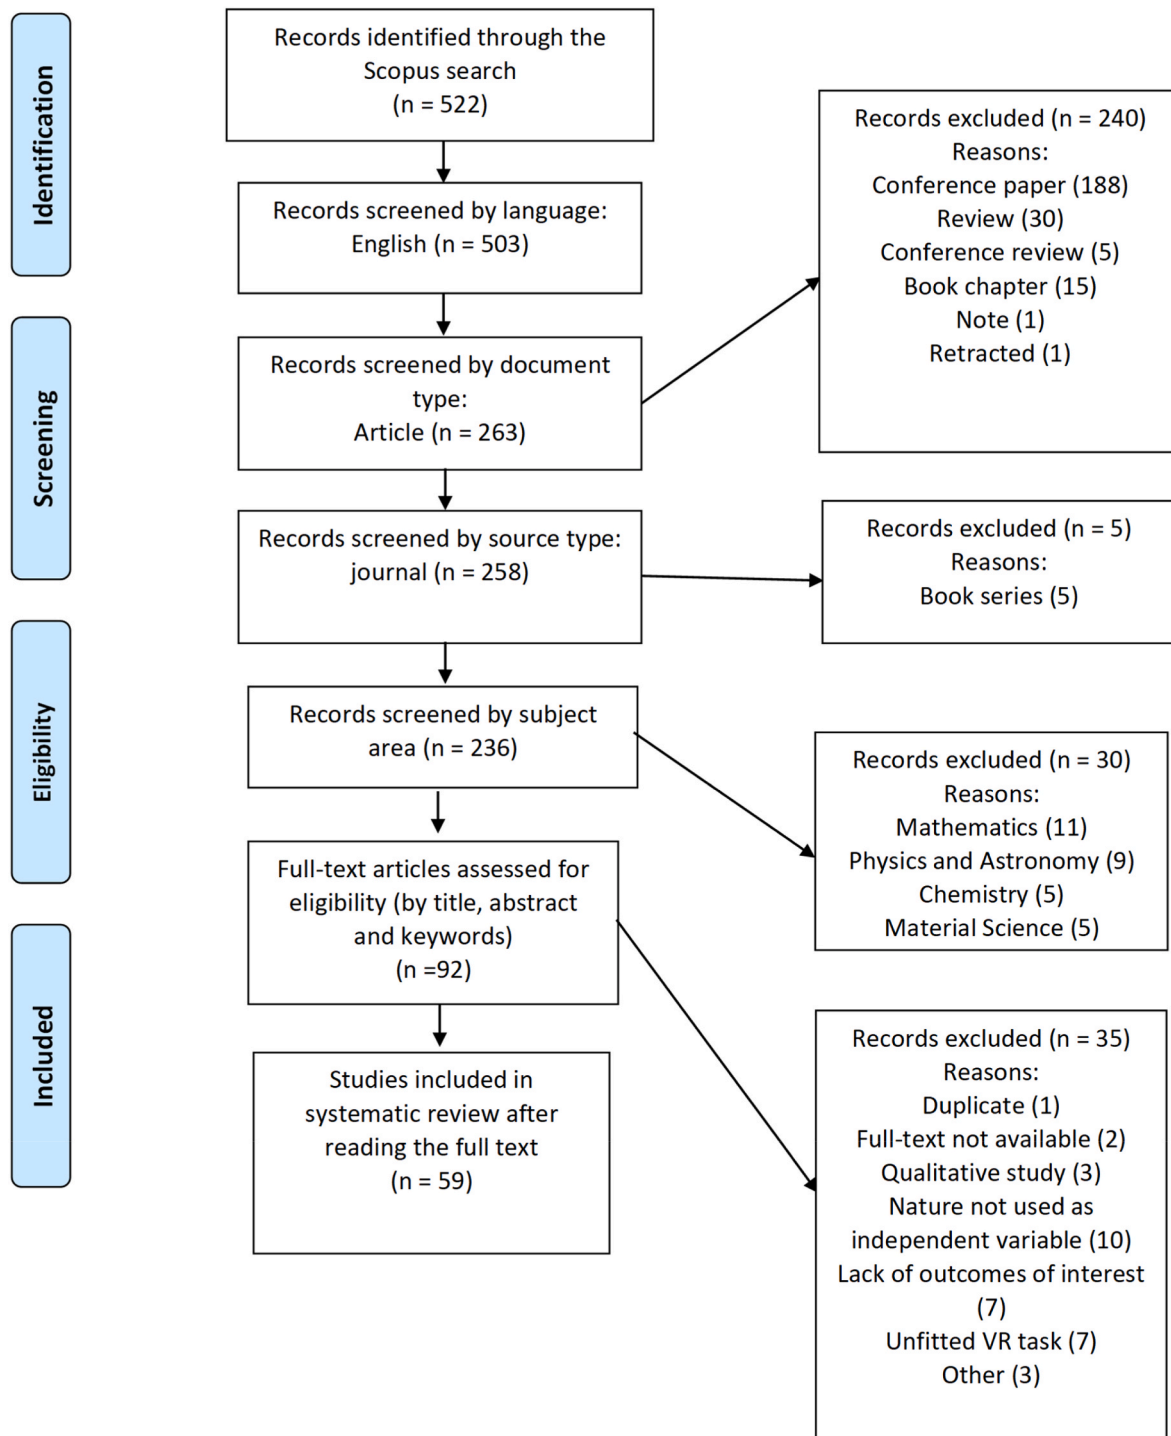 Identification
Screening
Eligibility
Included
Records identified through the
Scopus search
(n = 522)
Records screened by language:
English (n = 503)
Records screened by document
type:
Article (n = 263)
Records screened by source type:
journal (n = 258)
Records screened by subject
area (n = 236)
Full-text articles assessed for
eligibility (by title, abstract
and keywords)
(n =92)
Studies included in
systematic review after
reading the full text
(n = 59)
Records excluded (n = 240)
Reasons:
Conference paper (188)
Review (30)
Conference review (5)
Book chapter (15)
Note (1)
Retracted (1)
Records excluded (n = 5)
Reasons:
Book series (5)
Records excluded (n = 30)
Reasons:
Mathematics (11)
Physics and Astronomy (9)
Chemistry (5)
Material Science (5)
Records excluded (n = 35)
Reasons:
Duplicate (1)
Full-text not available (2)
Qualitative study (3)
Nature not used as
independent variable (10)
Lack of outcomes of interest
(7)
Unfitted VR task (7)
Other (3)